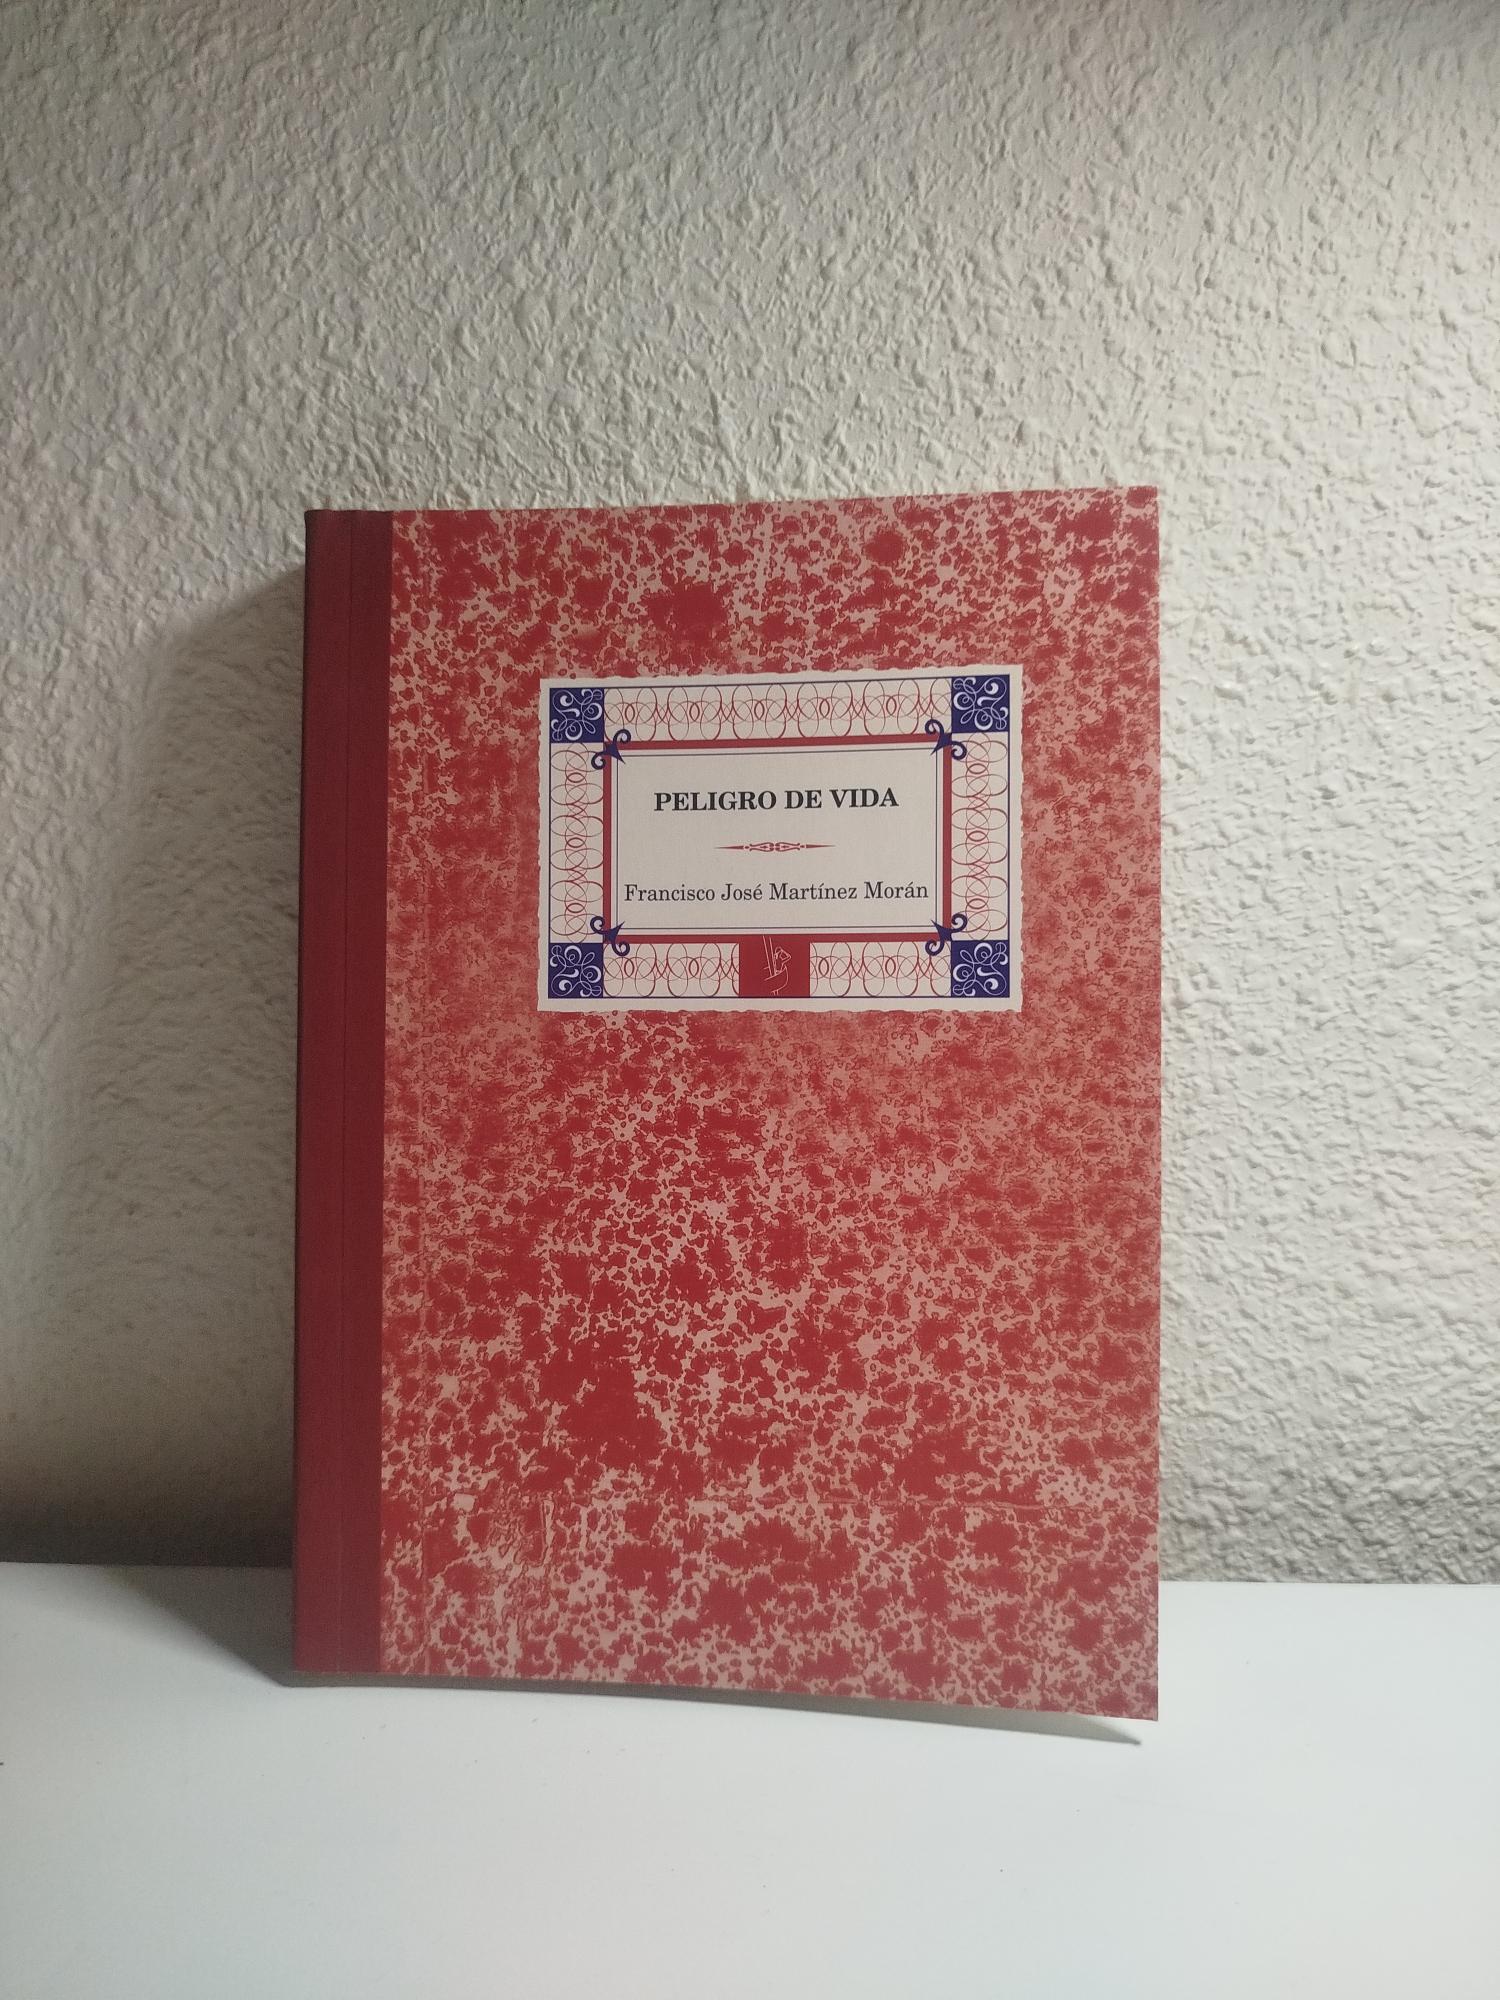 PELIGRO DE VIDA
Francisco José Martínez Morán